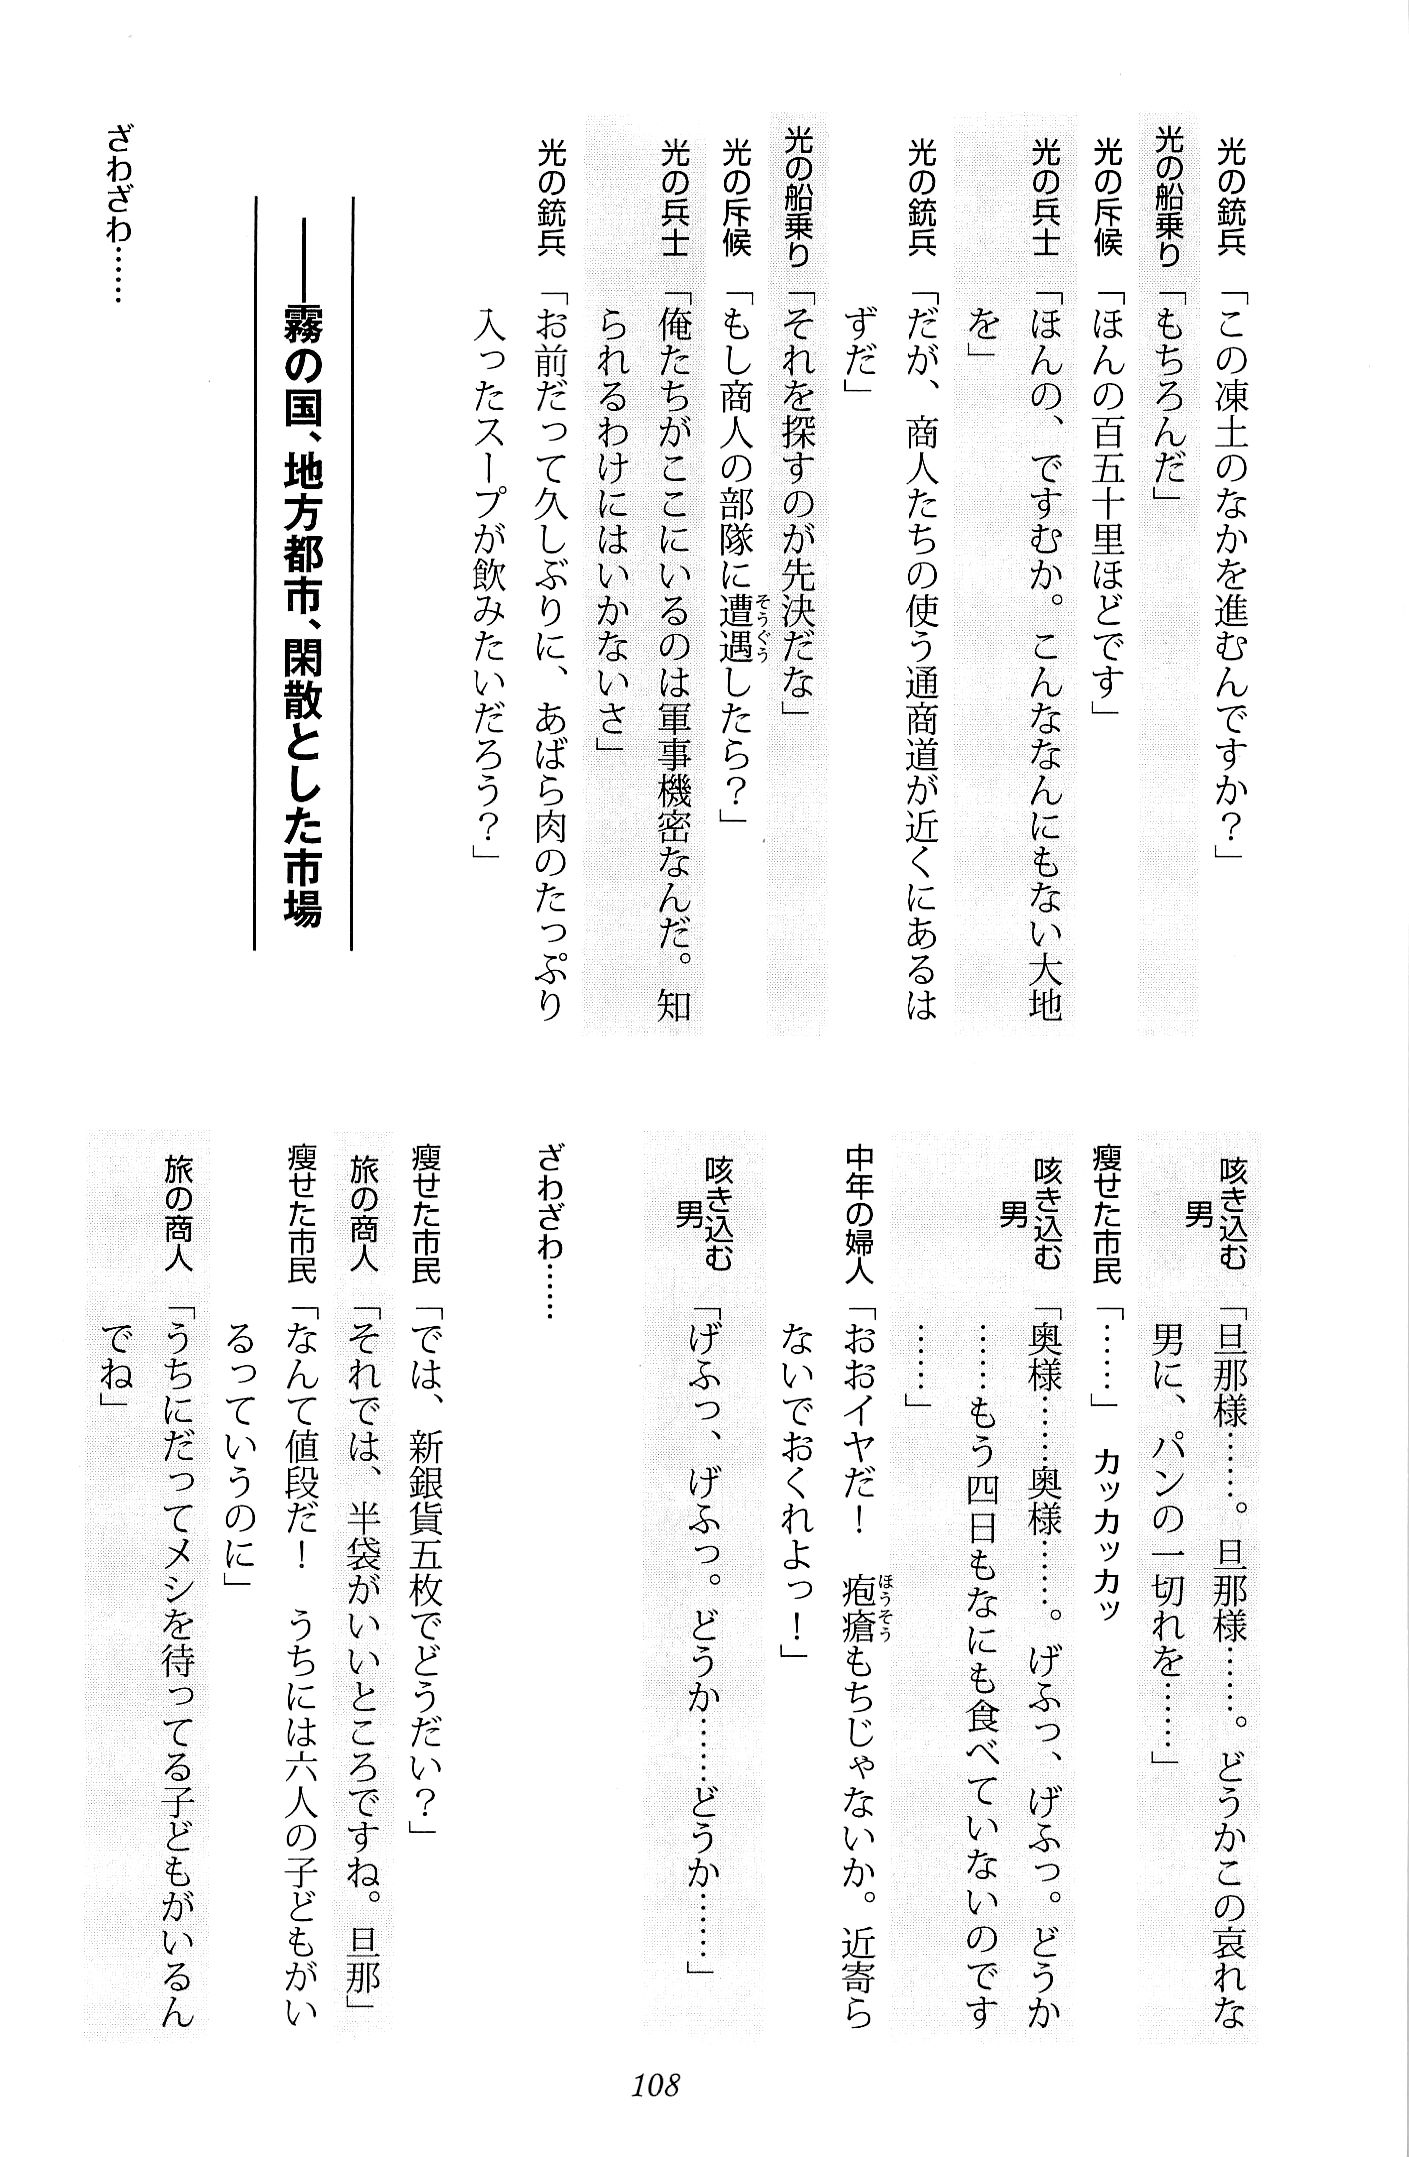 光の銃兵「この凍土のなかを進むんですか？」
光の船乗り「もちろんだ」
光の斥候「ほんの百五十里ほどです」
光の兵士「ほんの、ですむか。こんななんにもない大地
を」
光の銃兵「だが、商人たちの使う通商道が近くにあるは
ずだ」
光の船乗り「それを探すのが先決だな」
光の斥候「もし商人の部隊に遭遇したら？」
そうぐう
光の兵士「俺たちがここにいるのは軍事機密なんだ。知
られるわけにはいかないさ」
光の銃兵「お前だって久しぶりに、あばら肉のたっぷり
入ったスープが飲みたいだろう？」
――霧の国、地方都市、閑散とした市場
ざわざわ……
咳き込む男「旦那様……。旦那様……。どうかこの哀れな
男に、パンの一切れを……」
痩せた市民「……」 カッカッカッ
咳き込む男「奥様……奥様……。げふっ、げふっ。どうか
……もう四日もなにも食べていないのです
……」
中年の婦人「おおイヤだ！　疱瘡もちじゃないか。近寄ら
ほうそう
ないでおくれよっ！」
咳き込む男「げふっ、げふっ。どうか……どうか……」
ざわざわ……
痩せた市民「では、新銀貨五枚でどうだい？」
旅の商人「それでは、半袋がいいところですね。旦那」
痩せた市民「なんて値段だ！　うちには六人の子どもがい
るっていうのに」
旅の商人「うちにだってメシを待ってる子どもがいるん
でね」
108